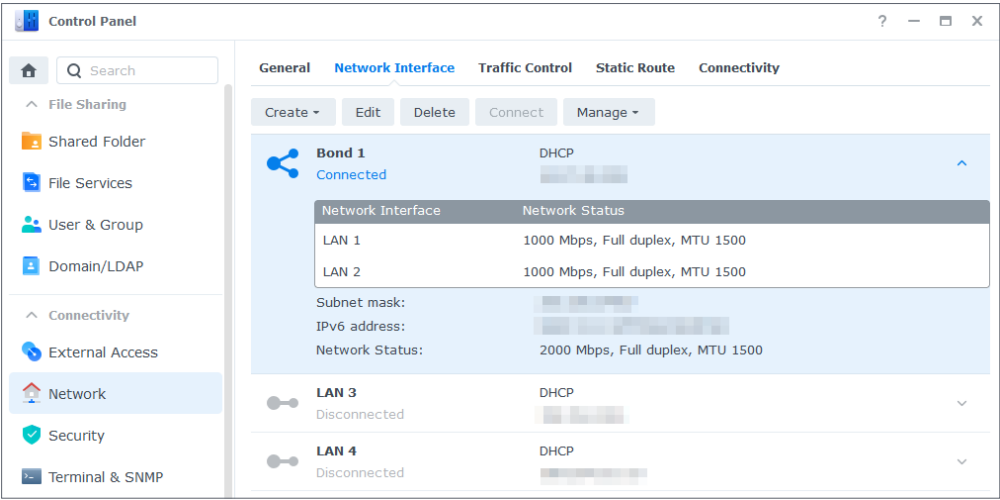 Control Panel
Search
File Sharing
Shared Folder
File Services
User & Group
Domain/LDAP
Connectivity
External Access
Network
Security
Terminal & SNMP
General Network Interface Traffic Control Static Route Connectivity
Create Edit Delete Connect Manage
Bond 1 DHCP
Connected
Network Interface Network Status
LAN 1 1000 Mbps, Full duplex, MTU 1500
LAN 2 1000 Mbps, Full duplex, MTU 1500
Subnet mask:
IPv6 address:
Network Status: 2000 Mbps, Full duplex, MTU 1500
LAN 3 DHCP
Disconnected
LAN 4 DHCP
Disconnected